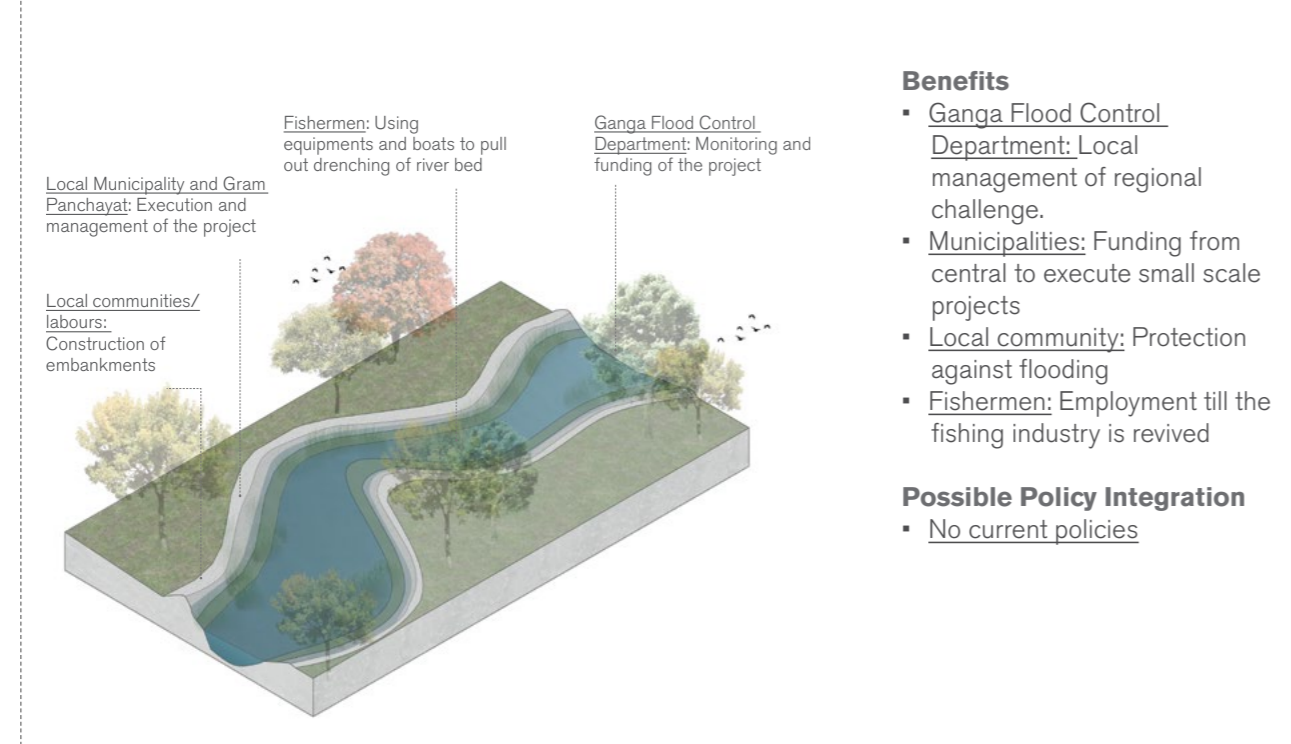 Fishermen: Using
equipments and boats to pull
out drenching of river bed
Ganga Flood Control
Department: Monitoring and
funding of the project
Local Municipality and Gram
Panchayat: Execution and
management of the project
Local communities/
labours:
Construction of
embankments
Benefits
▪ Ganga Flood Control
Department: Local
management of regional
challenge.
▪ Municipalities: Funding from
central to execute small scale
projects
▪ Local community: Protection
against flooding
▪ Fishermen: Employment till the
fishing industry is revived
Possible Policy Integration
▪ No current policies